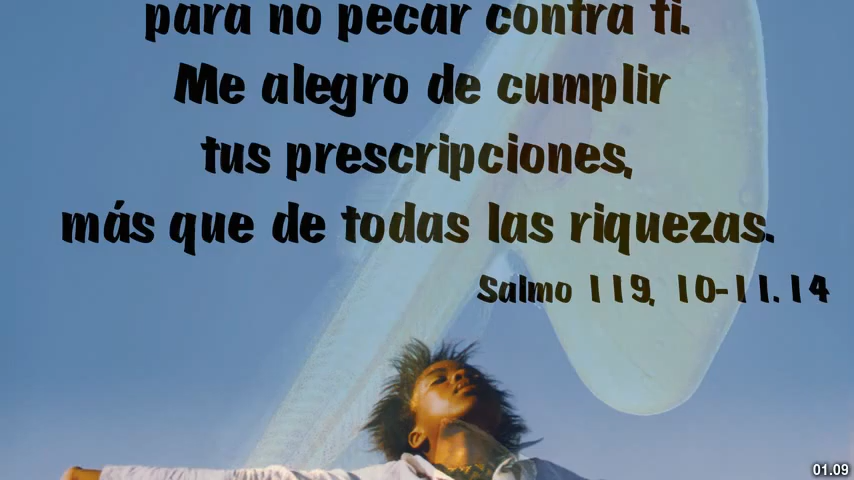 para no pecar contra ti.
Me alegro de cumplir
tus prescripciones,
más que de todas las riquezas.
Salmo 119, 10-11.14
01.09